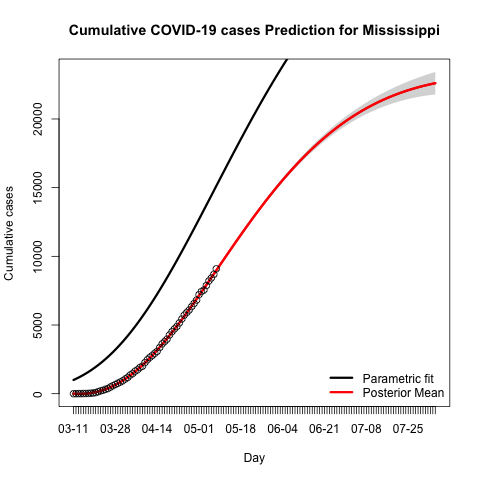 Cumulative COVID-19 cases Prediction for Mississippi
Cumulative cases
20000
15000
10000
5000
0
03-11 03-28 04-14 05-01 05-18 06-04 06-21 07-08 07-25
Day
Parametric fit
Posterior Mean